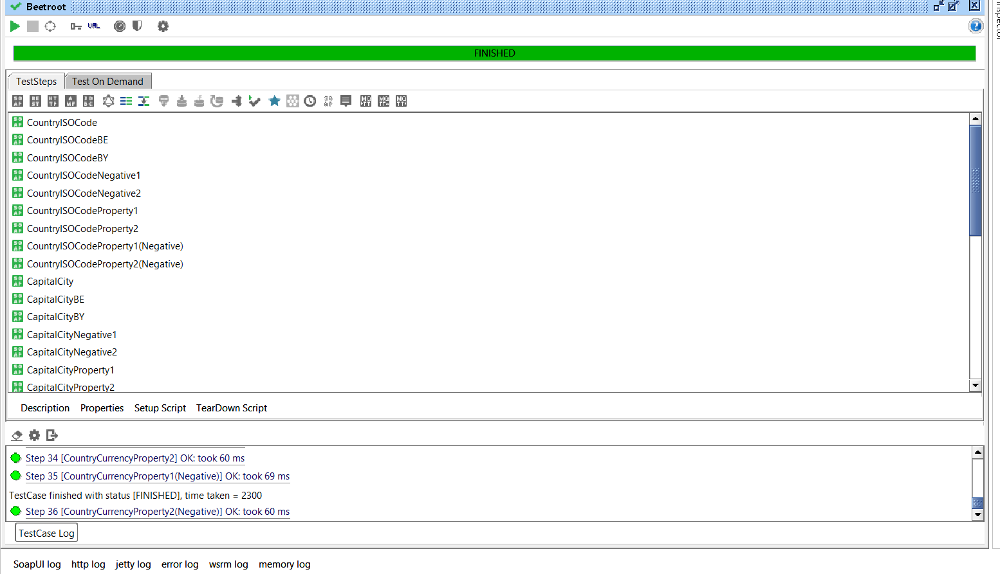 Beetroot
URL
FINISHED
TestSteps
Test On Demand
CountryISOCode
CountryISOCodeBE
CountryISOCodeBY
CountryISOCodeNegative1
CountryISOCodeNegative2
CountryISOCodeProperty1
CountryISOCodeProperty2
CountryISOCodeProperty1(Negative)
CountryISOCodeProperty2(Negative)
CapitalCity
CapitalCityBE
CapitalCityBY
CapitalCityNegative1
CapitalCityNegative2
CapitalCityProperty1
CapitalCityProperty2
Description Properties Setup Script TearDown Script
Step 34 [CountryCurrencyProperty2] OK: took 60 ms
Step 35 [CountryCurrencyProperty1(Negative)] OK: took 69 ms
TestCase finished with status [FINISHED], time taken = 2300
Step 36 [CountryCurrencyProperty2(Negative)] OK: took 60 ms
TestCase Log
SoapUI log http log jetty log error log wsrm log memory log